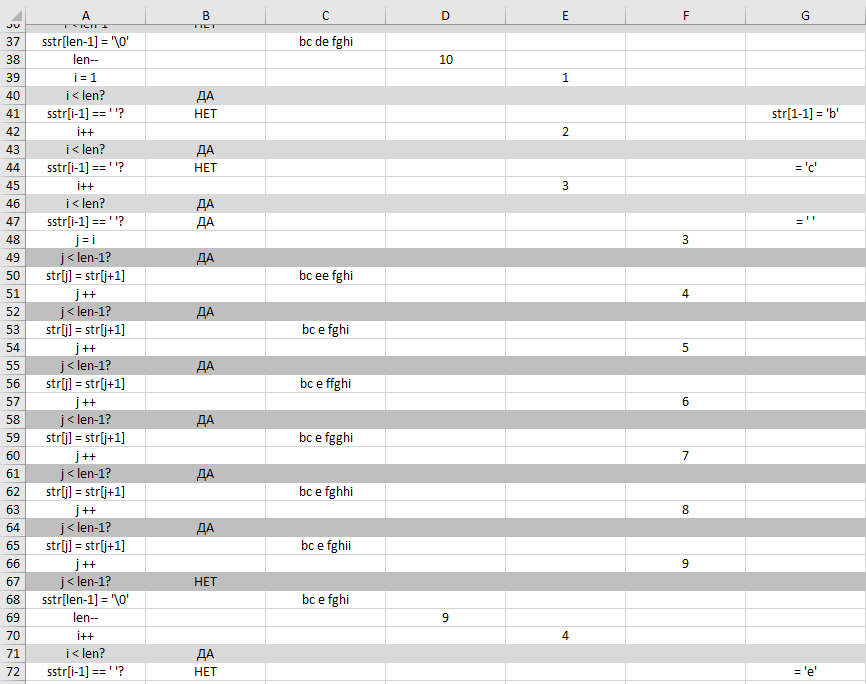 A B C D E F G
37 sstr[len-1] = '\0' bc de fghi
38 len-- 10
39 i = 1 1
40 i < len? ДА
41 sstr[i-1] == ' '? НЕТ str[1-1] = 'b'
42 i++ 2
43 i < len? ДА
44 sstr[i-1] == ' '? НЕТ = 'c'
45 i++ 3
46 i < len? ДА
47 sstr[i-1] == ' '? ДА = ' '
48 j = i 3
49 j < len-1? ДА
50 str[j] = str[j+1] bc ee fghi
51 j ++ 4
52 j < len-1? ДА
53 str[j] = str[j+1] bc e fghi
54 j ++ 5
55 j < len-1? ДА
56 str[j] = str[j+1] bc e ffghi
57 j ++ 6
58 j < len-1? ДА
59 str[j] = str[j+1] bc e fgghi
60 j ++ 7
61 j < len-1? ДА
62 str[j] = str[j+1] bc e fghhi
63 j ++ 8
64 j < len-1? ДА
65 str[j] = str[j+1] bc e fghii
66 j ++ 9
67 j < len-1? НЕТ
68 sstr[len-1] = '\0' bc e fghi
69 len-- 9
70 i++ 4
71 i < len? ДА
72 sstr[i-1] == ' '? НЕТ = 'e'